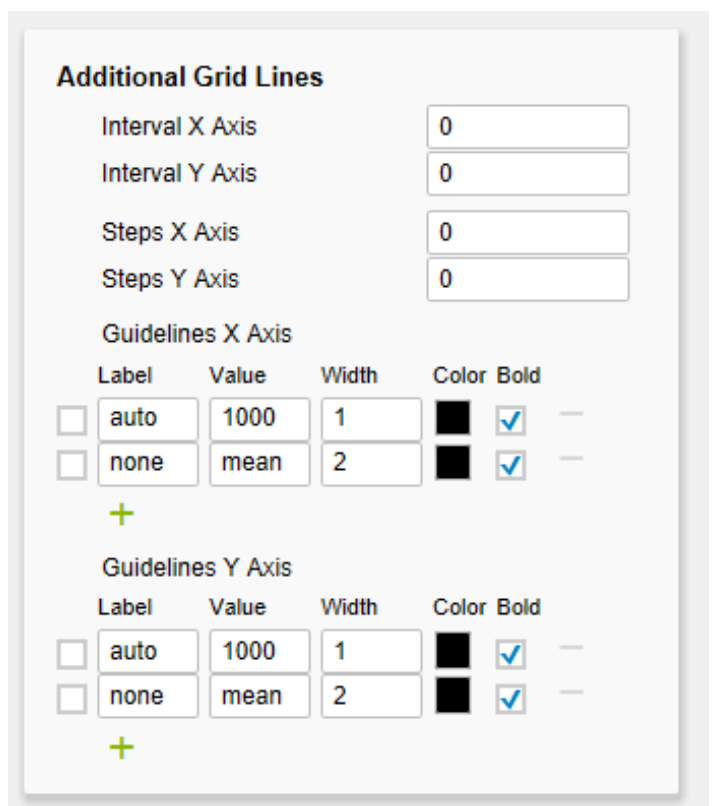 Additional Grid Lines
Interval X Axis 0
Interval Y Axis 0
Steps X Axis 0
Steps Y Axis 0
Guidelines X Axis
Label Value Width Color Bold
auto 1000 1
none mean 2
Guidelines Y Axis
Label Value Width Color Bold
auto 1000 1
none mean 2